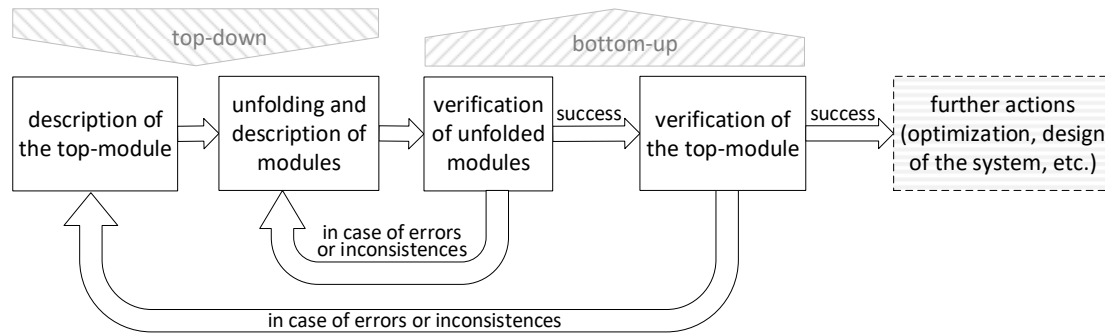 top-down
bottom-up
description of
the top-module
unfolding and
description of
modules
verification
of unfolded
modules
success
verification of
the top-module
success
further actions
(optimization, design
of the system, etc.)
in case of errors
or inconsistences
in case of errors or inconsistences